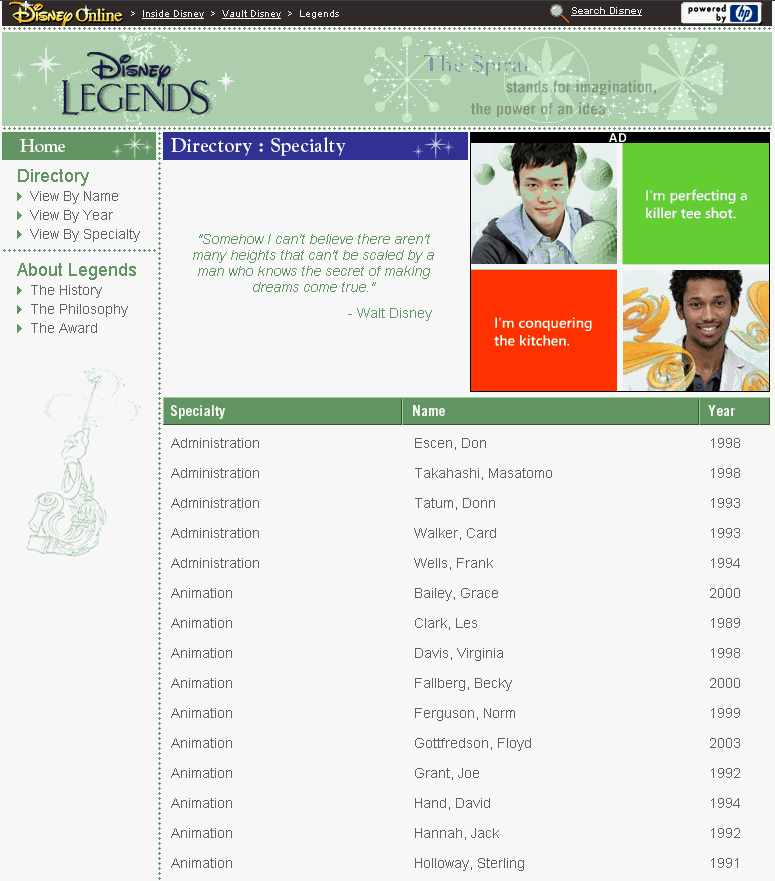 Disney Online > Inside Disney > Vault Disney > Legends
Search Disney
powered
by hp
Disney
LEGENDS
The Spiral
stands for imagination,
the power of an idea
Home
Directory
View By Name
View By Year
View By Specialty
About Legends
The History
The Philosophy
The Award
Directory : Specialty
"Somehow I can't believe there aren't
many heights that can't be scaled by a
man who knows the secret of making
dreams come true."
- Walt Disney
AD
I'm perfecting a
killer tee shot.
I'm conquering
the kitchen.
Specialty Name Year
Administration Escen, Don 1998
Administration Takahashi, Masatomo 1998
Administration Tatum, Donn 1993
Administration Walker, Card 1993
Administration Wells, Frank 1994
Animation Bailey, Grace 2000
Animation Clark, Les 1989
Animation Davis, Virginia 1998
Animation Fallberg, Becky 2000
Animation Ferguson, Norm 1999
Animation Gottfredson, Floyd 2003
Animation Grant, Joe 1992
Animation Hand, David 1994
Animation Hannah, Jack 1992
Animation Holloway, Sterling 1991